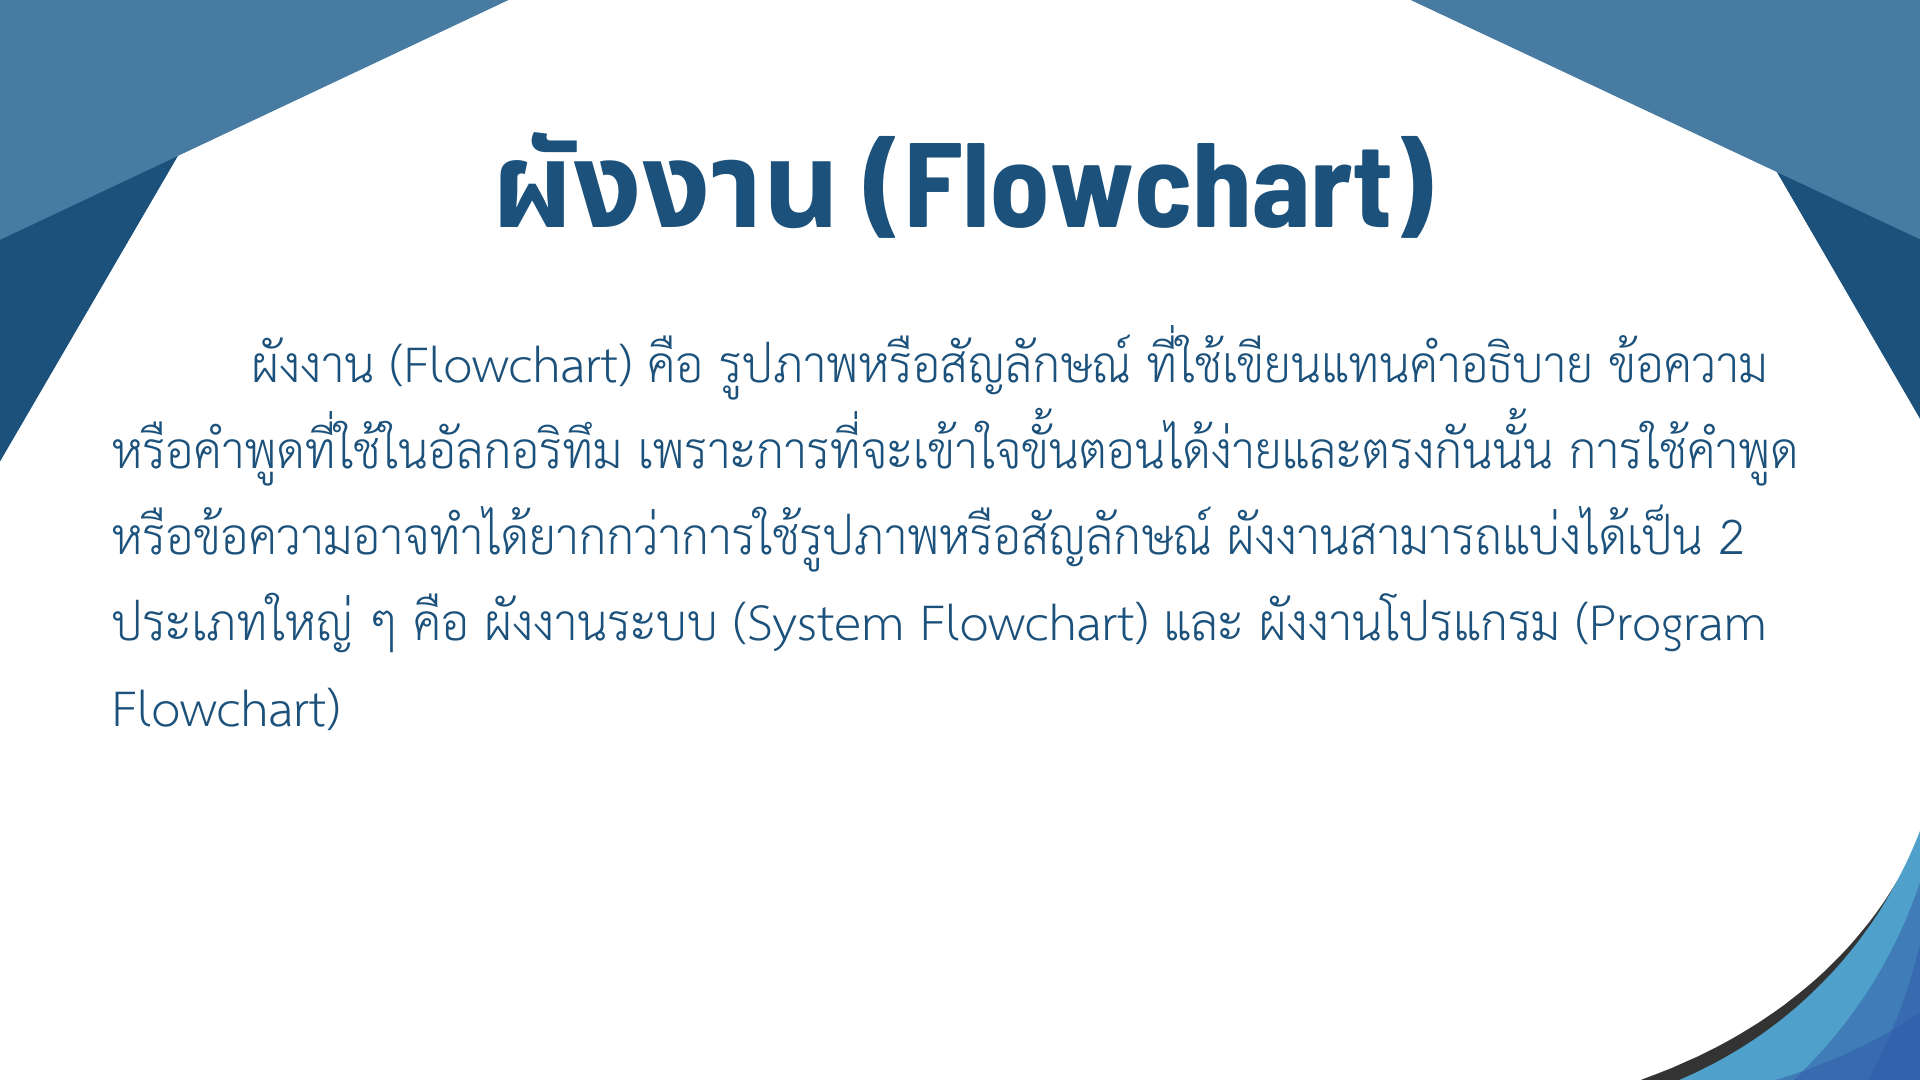 ผังงาน (Flowchart)
ผังงาน (Flowchart) คือ รูปภาพหรือสัญลักษณ์ ที่ใช้เขียนแทนคำอธิบาย ข้อความ
หรือคำพูดที่ใช้ในอัลกอริทึม เพราะการที่จะเข้าใจขั้นตอนได้ง่ายและตรงกันนั้น การใช้คำพูด
หรือข้อความอาจทำได้ยากกว่าการใช้รูปภาพหรือสัญลักษณ์ ผังงานสามารถแบ่งได้เป็น 2
ประเภทใหญ่ ๆ คือ ผังงานระบบ (System Flowchart) และ ผังงานโปรแกรม (Program
Flowchart)